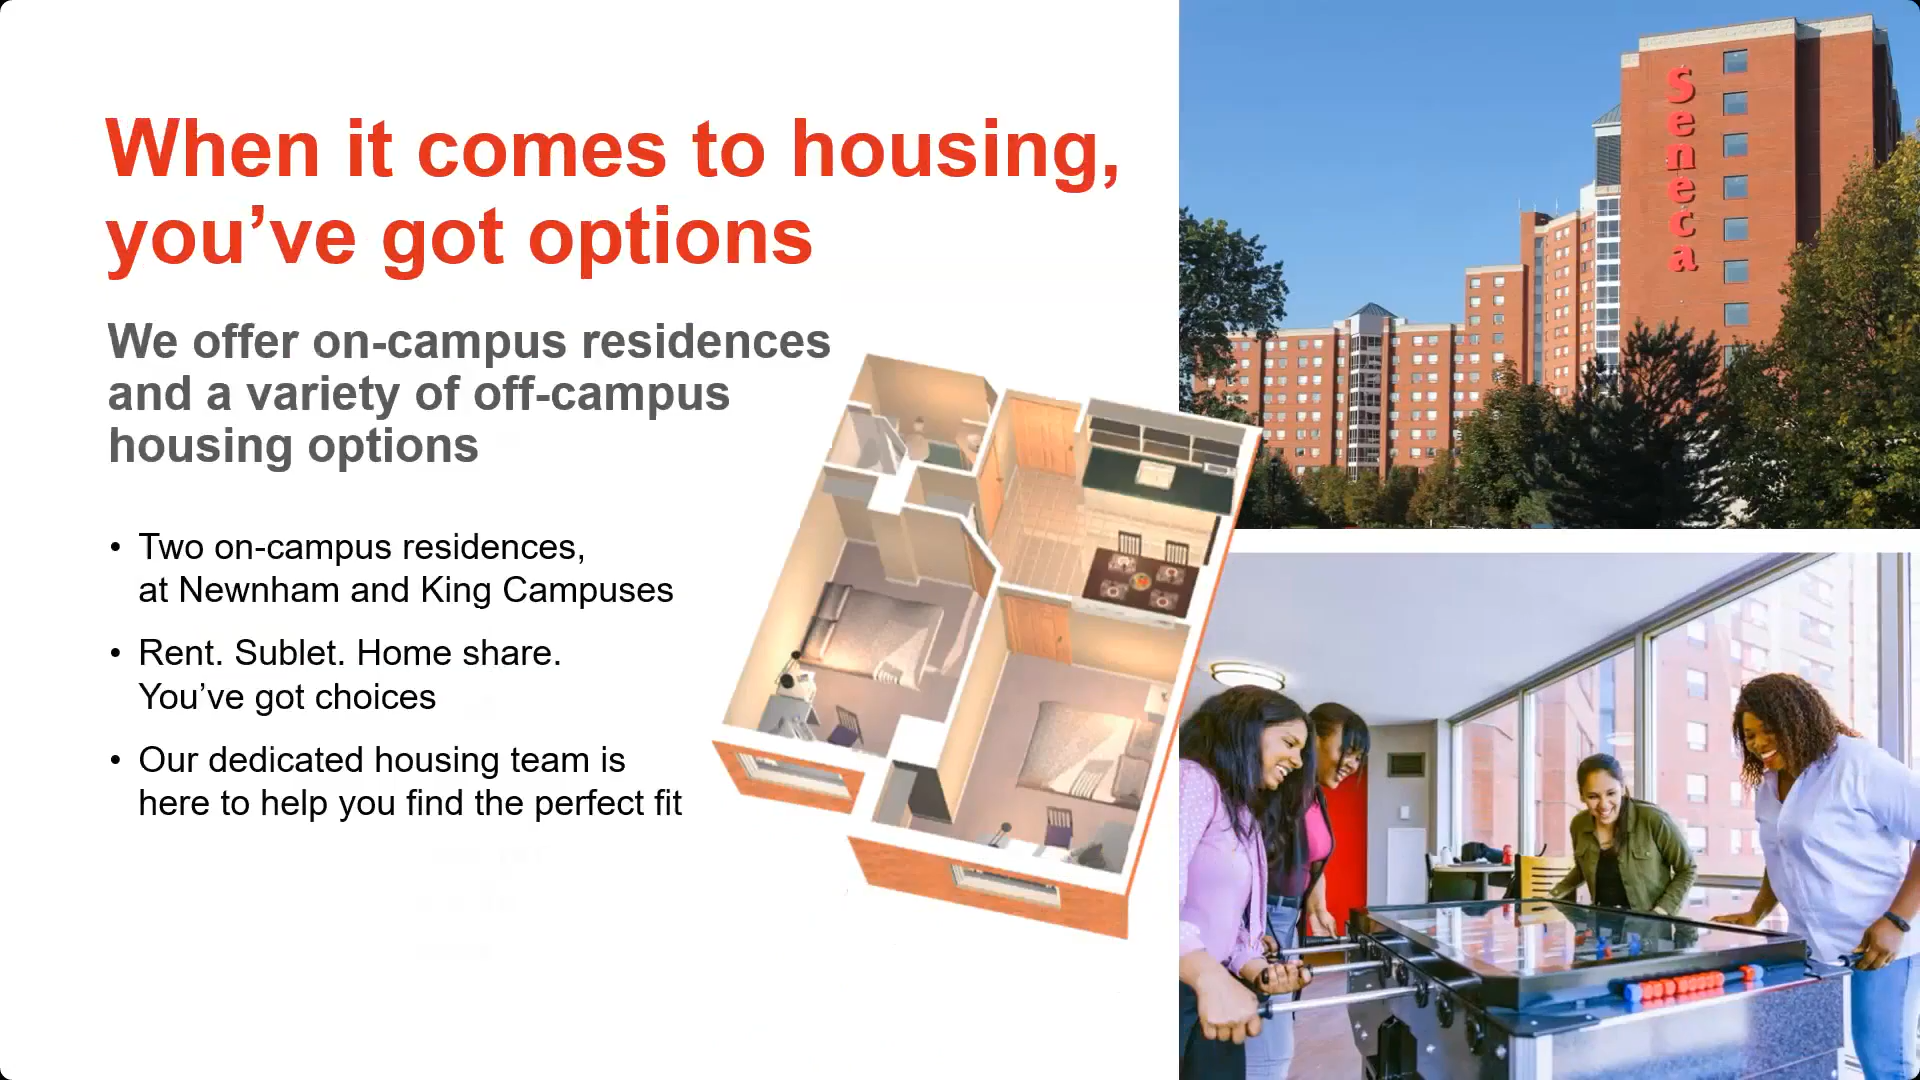 When it comes to housing,
you’ve got options
We offer on-campus residences
and a variety of off-campus
housing options
• Two on-campus residences,
at Newnham and King Campuses
• Rent. Sublet. Home share.
You’ve got choices
• Our dedicated housing team is
here to help you find the perfect fit
Seneca